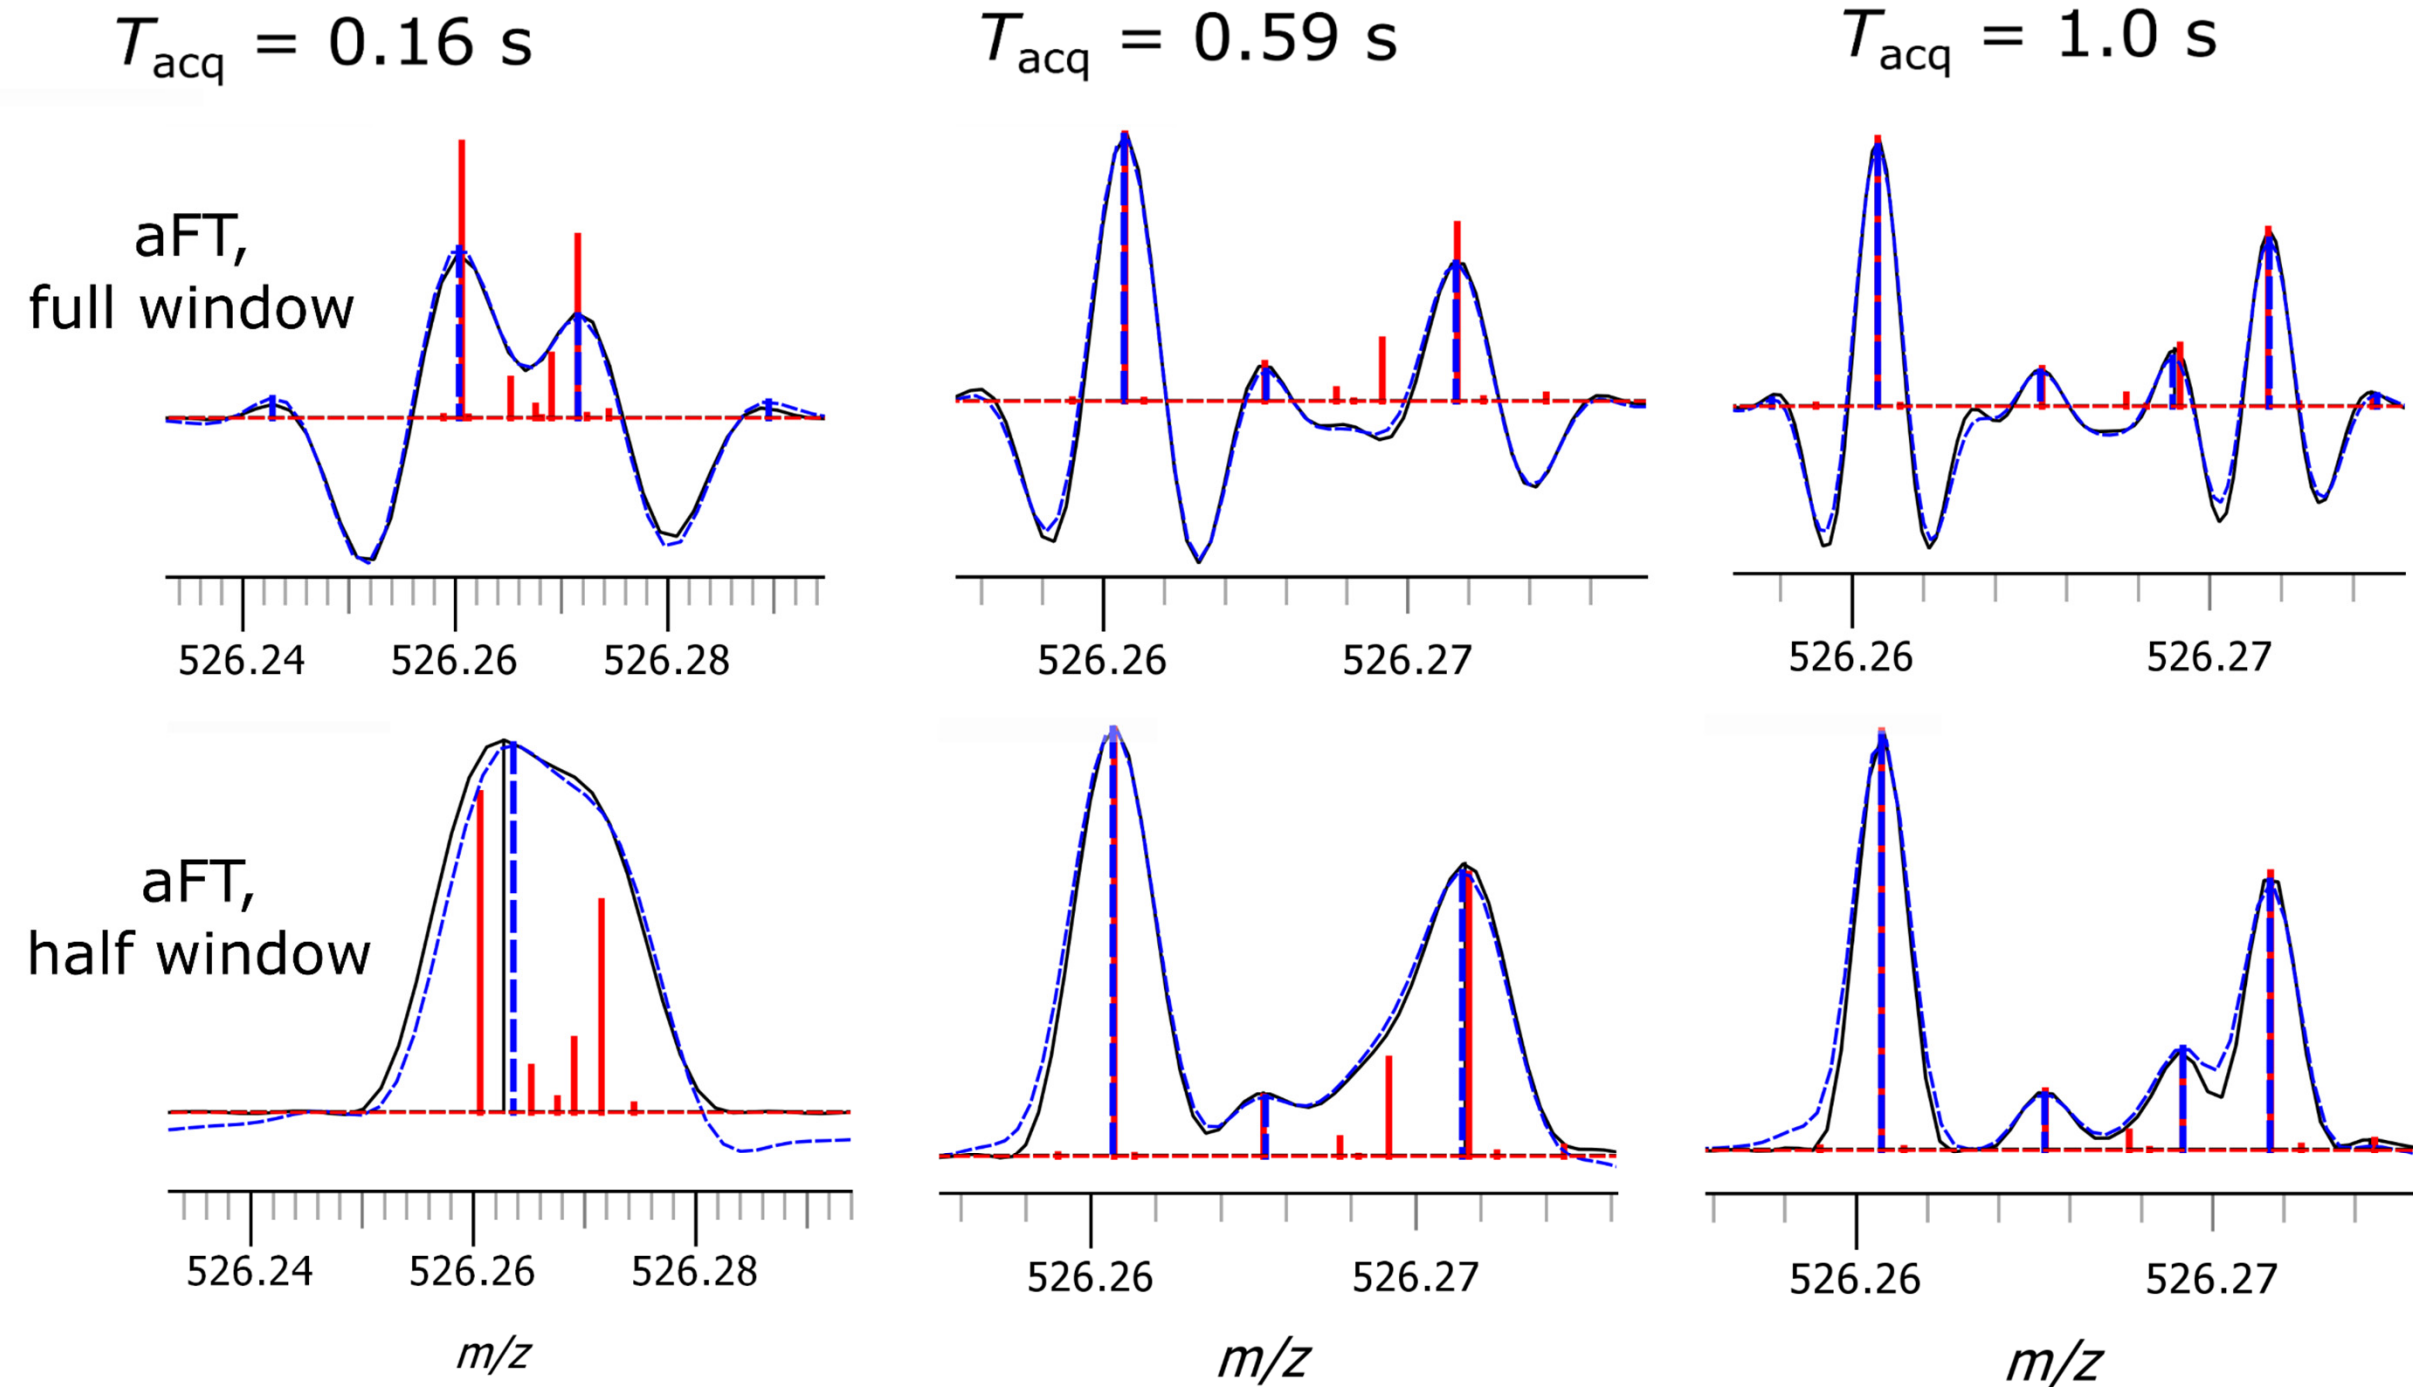 Tacq = 0.16 s
Tacq = 0.59 s
Tacq = 1.0 s
aFT,
full window
526.24 526.26 526.28
526.26 526.27
526.26 526.27
aFT,
half window
526.24 526.26 526.28
526.26 526.27
526.26 526.27
m/z
m/z
m/z